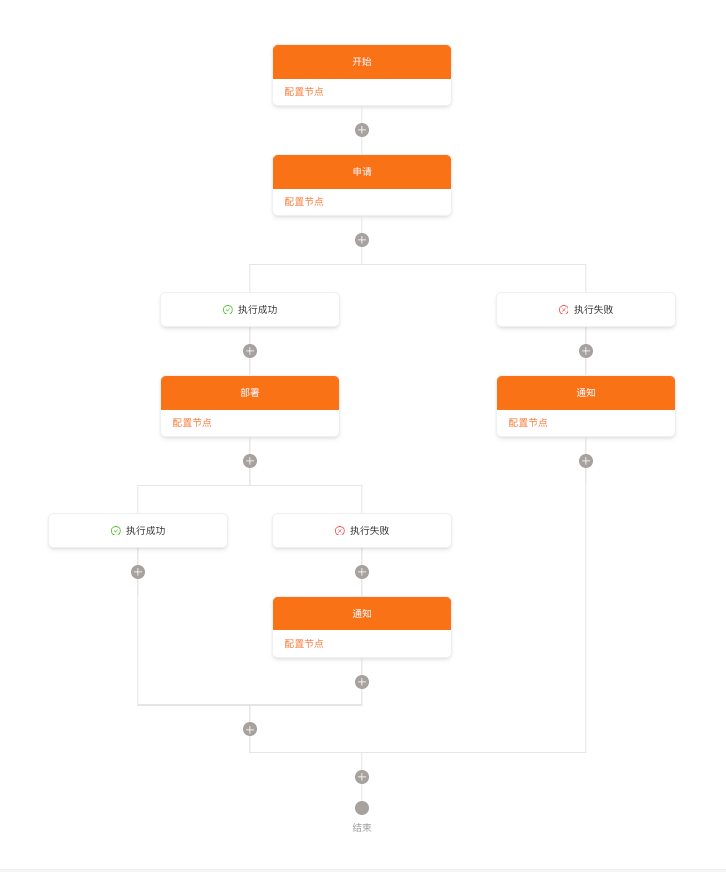 开始
配置节点
申请
配置节点
执行成功
执行失败
部署
配置节点
通知
配置节点
执行成功
执行失败
通知
配置节点
结束